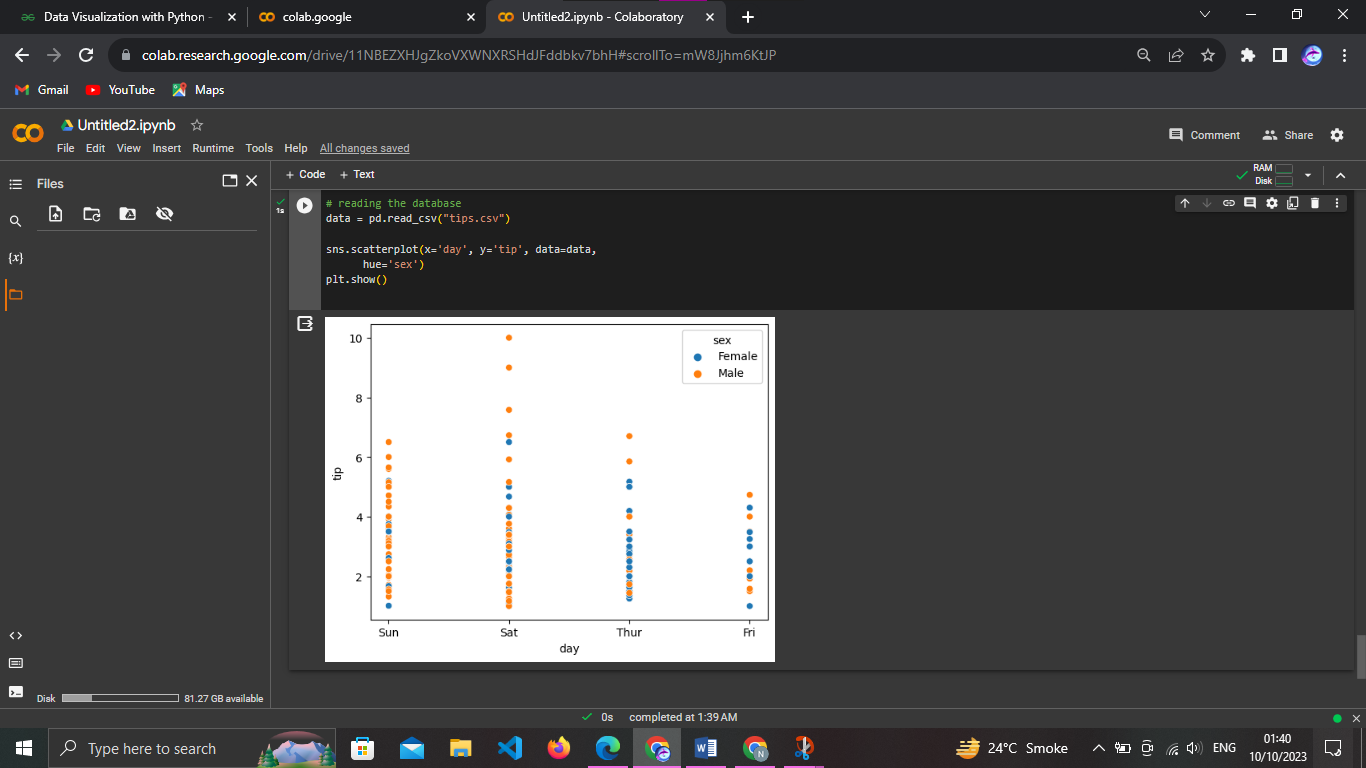 Data Visualization with Python -
colab.google
Untitled2.ipynb - Colaboratory
colab.research.google.com/drive/11NBEZXHJgZkoVXWNXRSHdJFddbkv7bhH#scrollTo=mW8Jjhm6KtJP
Gmail
YouTube
Maps
Untitled2.ipynb
File Edit View Insert Runtime Tools Help All changes saved
Comment
Share
Files
+ Code + Text
RAM
Disk
{x}
1s
# reading the database
data = pd.read_csv("tips.csv")
sns.scatterplot(x='day', y='tip', data=data,
hue='sex')
plt.show()
sex
Female
Male
10
8
6
4
2
tip
Sun Sat Thur Fri
day
Disk 81.27 GB available
0s completed at 1:39 AM
Type here to search
N
24°C Smoke
ENG
01:40
10/10/2023